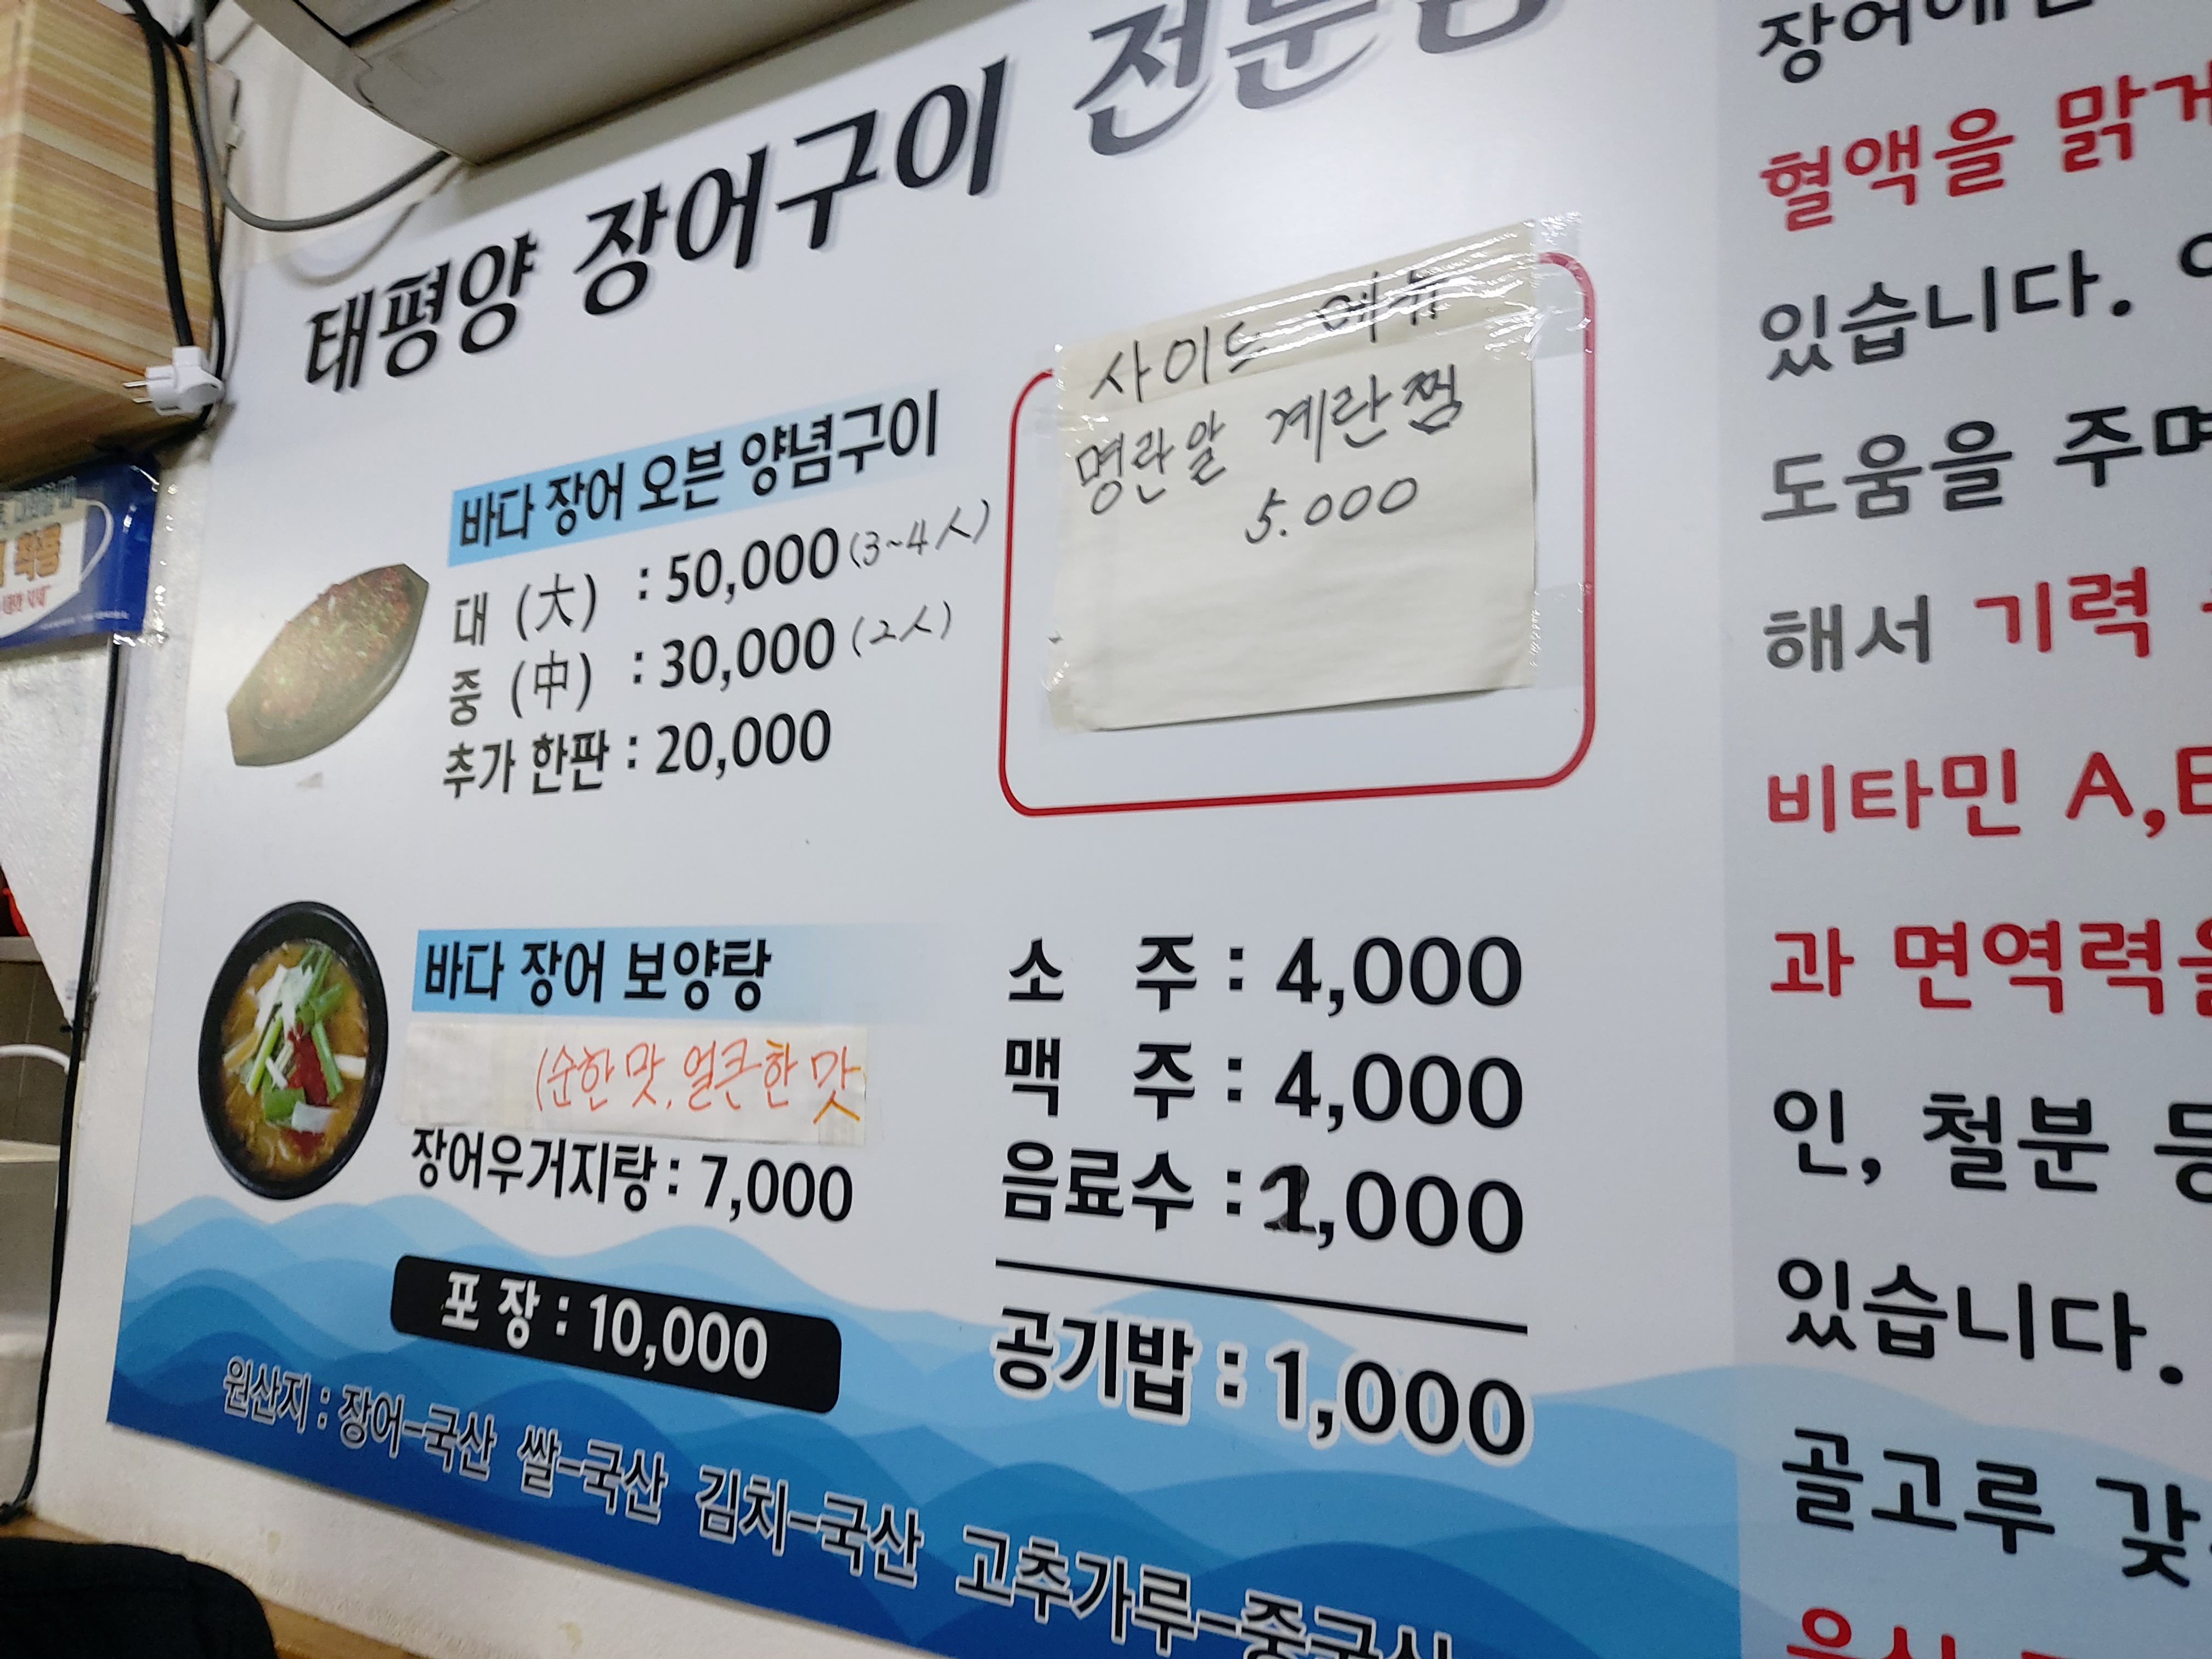 태평양 장어구이 전문점
바다 장어 오븐 양념구이
대 (大) : 50,000 (3~4人)
중 (中) : 30,000 (2人)
추가 한판 : 20,000
사이드 메뉴
명란알 계란찜
5.000
바다 장어 보양탕
(순한맛, 얼큰한맛
장어우거지탕 : 7,000
포 장 : 10,000
소 주 : 4,000
맥 주 : 4,000
음료수 : 2,000
공기밥 : 1,000
원산지 : 장어-국산 쌀-국산 김치-국산 고추가루-중국산
혈액을 맑게
있습니다.
도움을 주며
해서 기력
비타민 A,
과 면역력을
인, 철분 등
있습니다.
골고루 갖